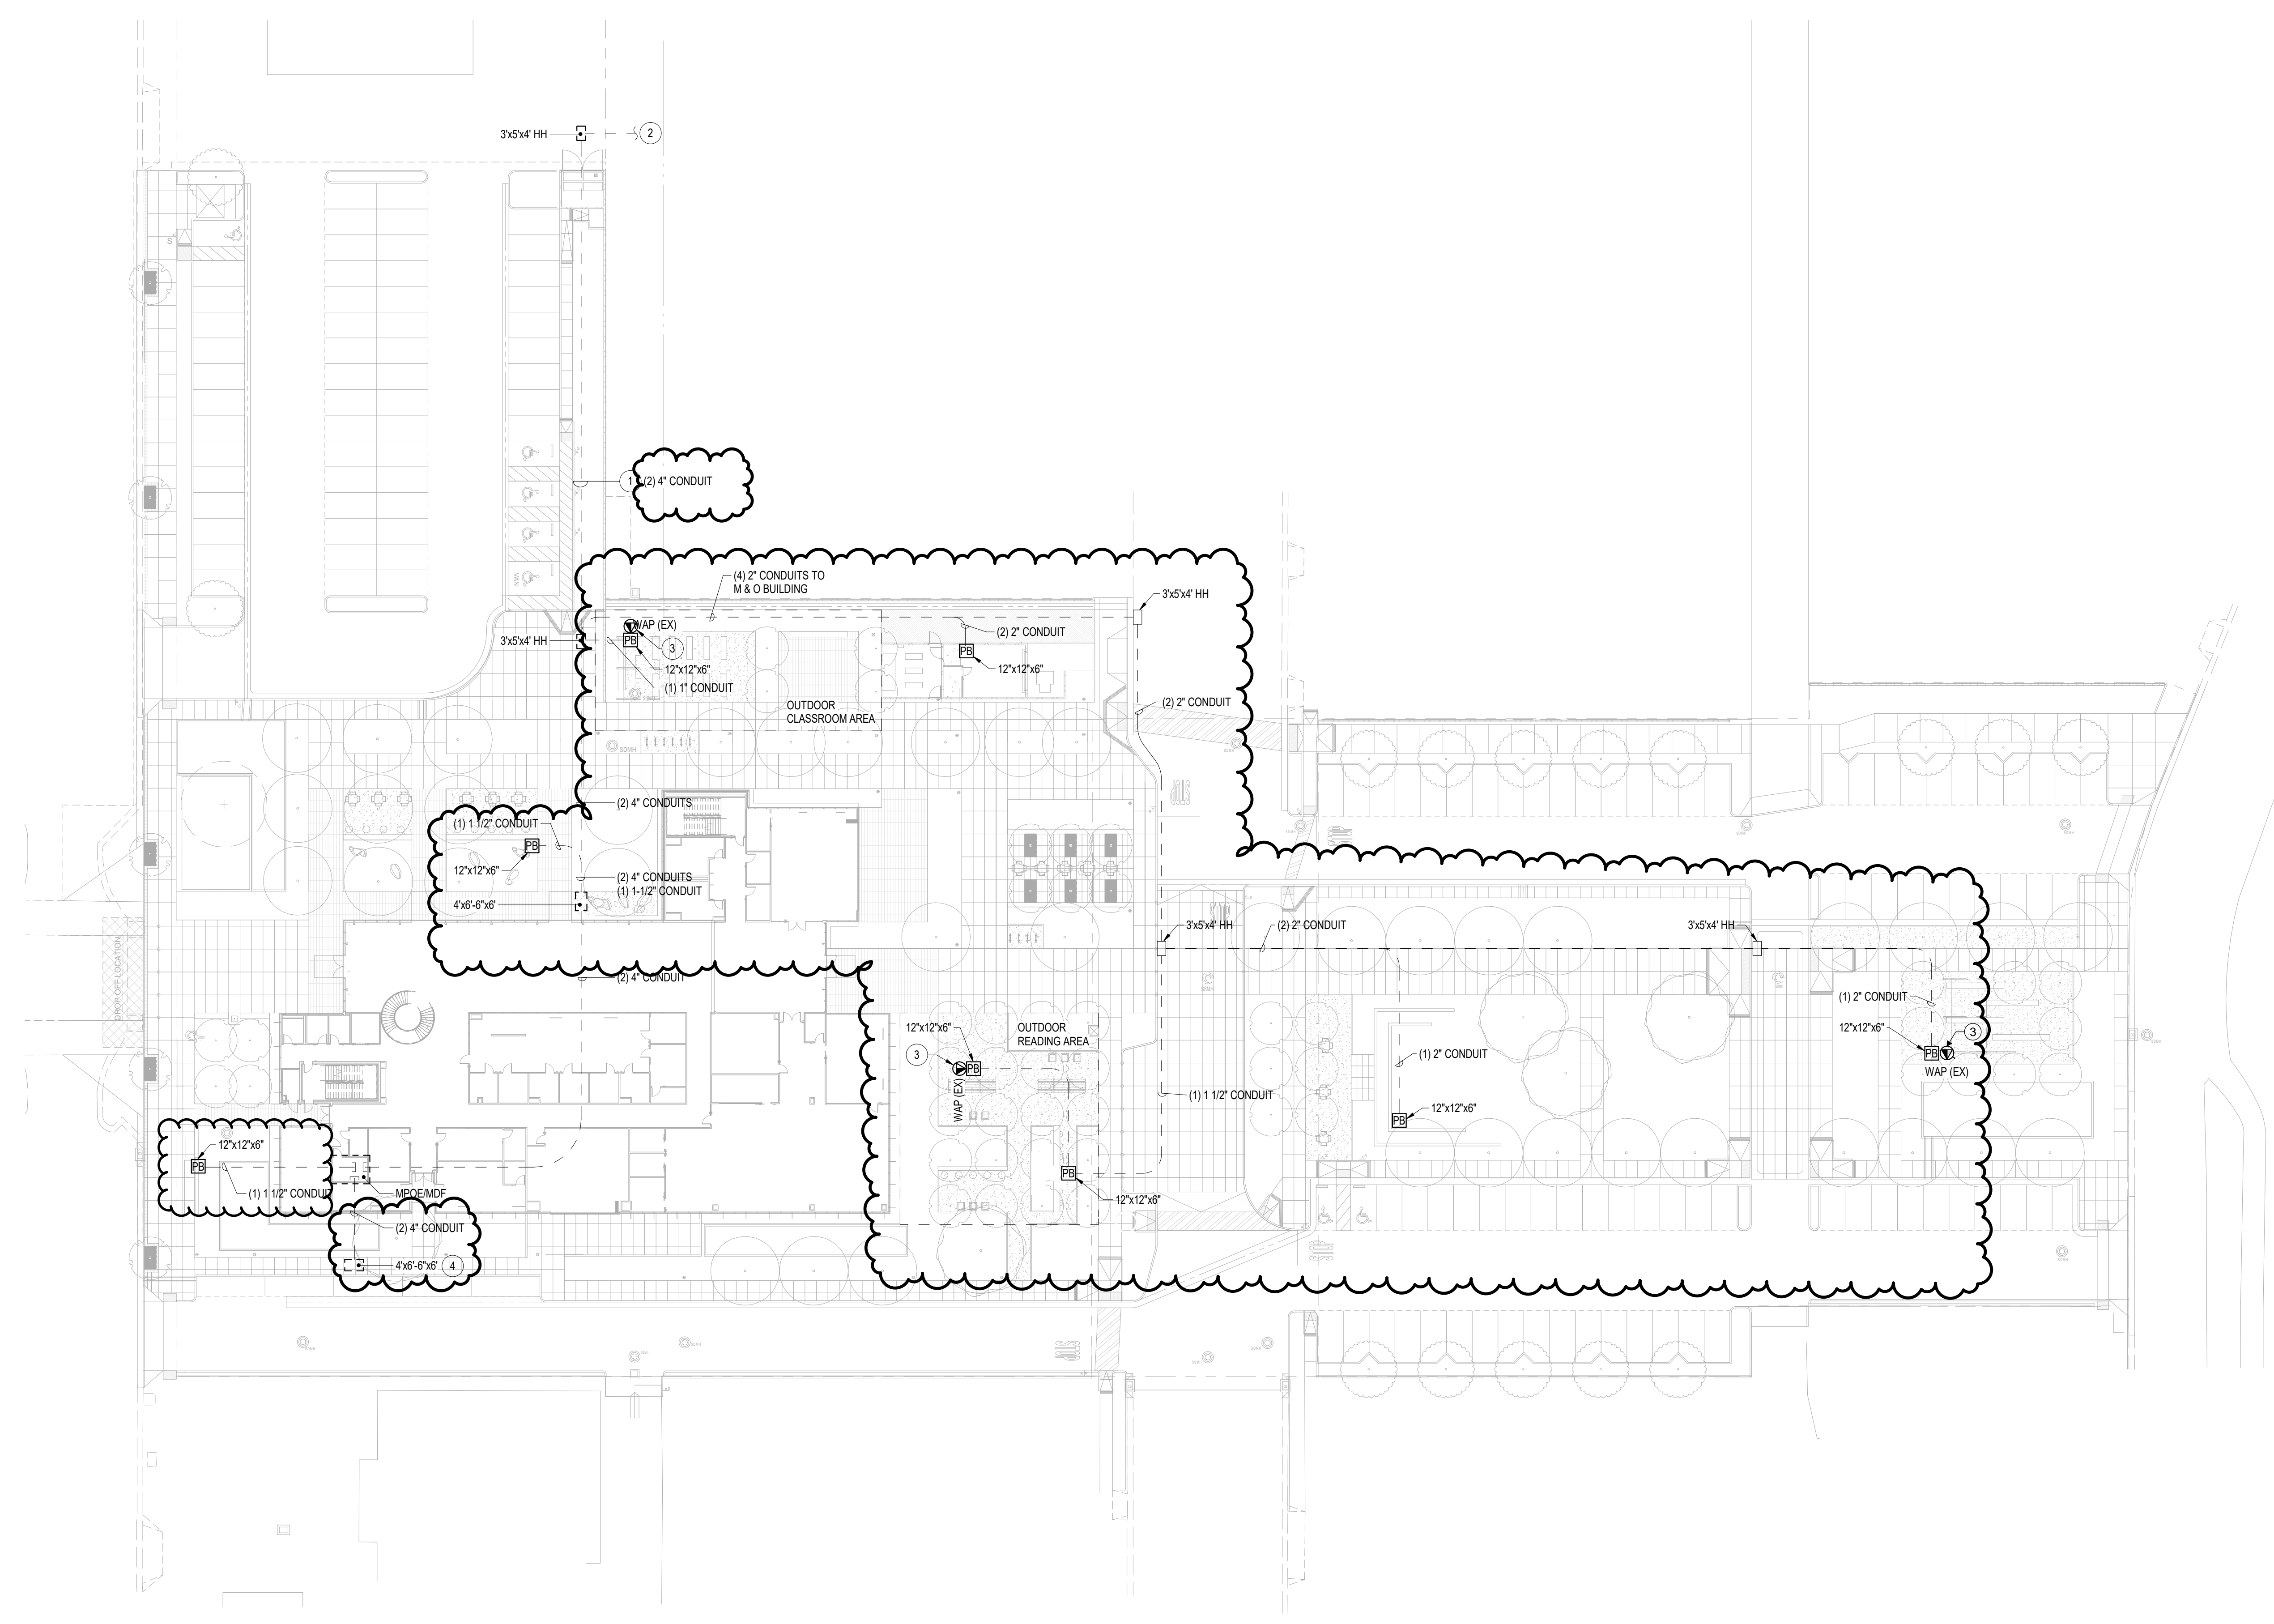 3'x5'x4' HH
2
1
(2) 4" CONDUIT
(4) 2" CONDUITS TO
M & O BUILDING
3'x5'x4' HH
WAP (EX)
(2) 2" CONDUIT
3'x5'x4' HH
PB
3
PB
12"x12"x6"
12"x12"x6"
(1) 1" CONDUIT
(2) 2" CONDUIT
OUTDOOR
CLASSROOM AREA
SDMH
VAN
STOP
(2) 4" CONDUITS
(1) 1 1/2" CONDUIT
PB
12"x12"x6"
(2) 4" CONDUITS
(1) 1-1/2" CONDUIT
4'x6'-6"x6'
3'x5'x4' HH
(2) 2" CONDUIT
3'x5'x4' HH
DROP OFF LOCATION
(2) 4" CONDUIT
(1) 2" CONDUIT
12"x12"x6"
OUTDOOR
READING AREA
12"x12"x6"
3
3
PB
PB
WAP (EX)
WAP (EX)
(1) 2" CONDUIT
(1) 1 1/2" CONDUIT
12"x12"x6"
PB
12"x12"x6"
PB
(1) 1 1/2" CONDUIT
MPOE/MDF
PB
12"x12"x6"
(2) 4" CONDUIT
4'x6'-6"x6'
4